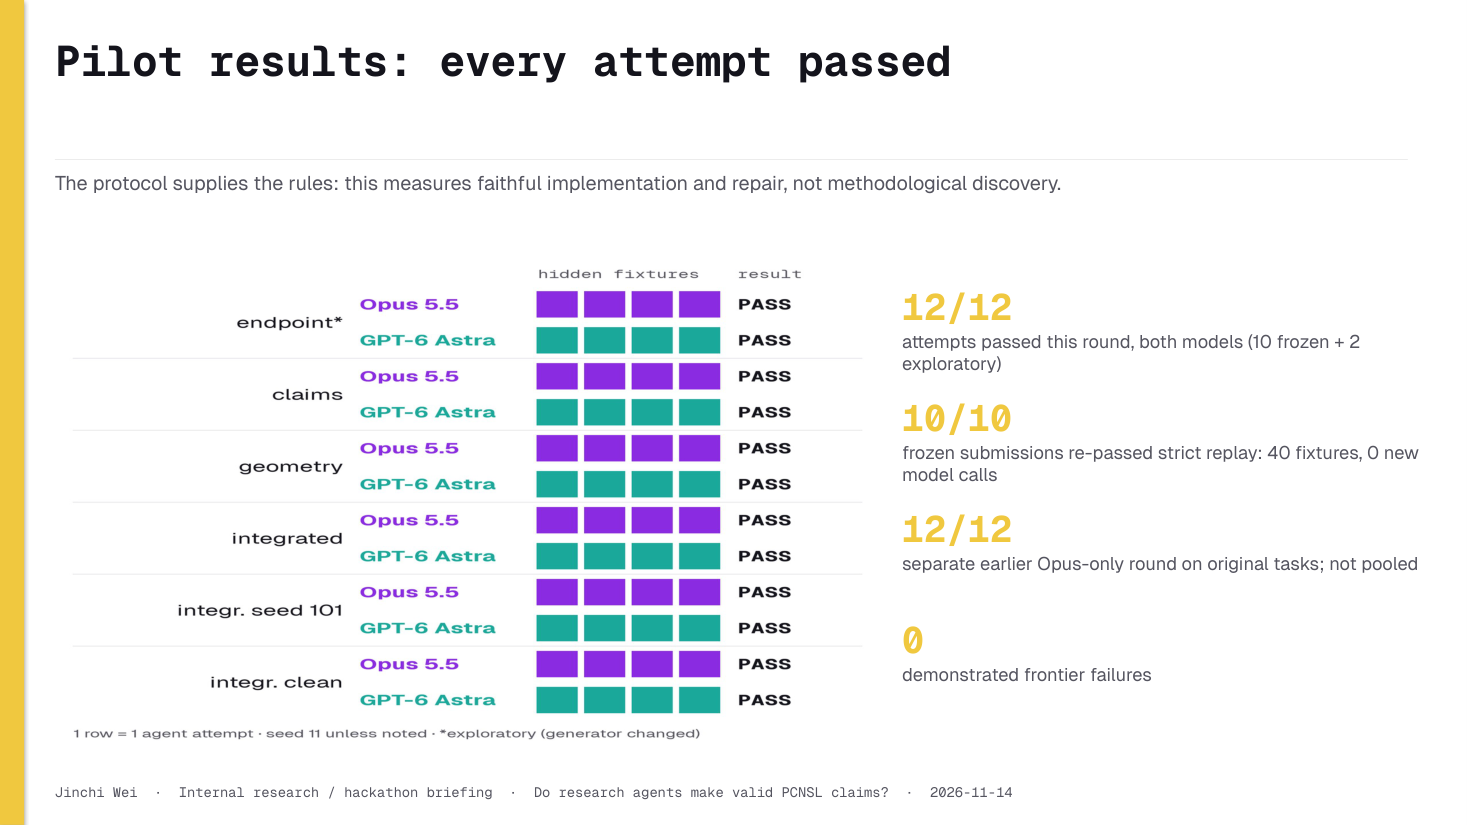 Pilot results: every attempt passed
The protocol supplies the rules: this measures faithful implementation and repair, not methodological discovery.
hidden fixtures result
endpoint*
Opus 5.5 PASS
GPT-6 Astra PASS
claims
Opus 5.5 PASS
GPT-6 Astra PASS
geometry
Opus 5.5 PASS
GPT-6 Astra PASS
integrated
Opus 5.5 PASS
GPT-6 Astra PASS
integr. seed 101
Opus 5.5 PASS
GPT-6 Astra PASS
integr. clean
Opus 5.5 PASS
GPT-6 Astra PASS
1 row = 1 agent attempt · seed 11 unless noted · *exploratory (generator changed)
12/12
attempts passed this round, both models (10 frozen + 2
exploratory)
10/10
frozen submissions re-passed strict replay: 40 fixtures, 0 new
model calls
12/12
separate earlier Opus-only round on original tasks; not pooled
0
demonstrated frontier failures
Jinchi Wei · Internal research / hackathon briefing · Do research agents make valid PCNSL claims? · 2026-11-14